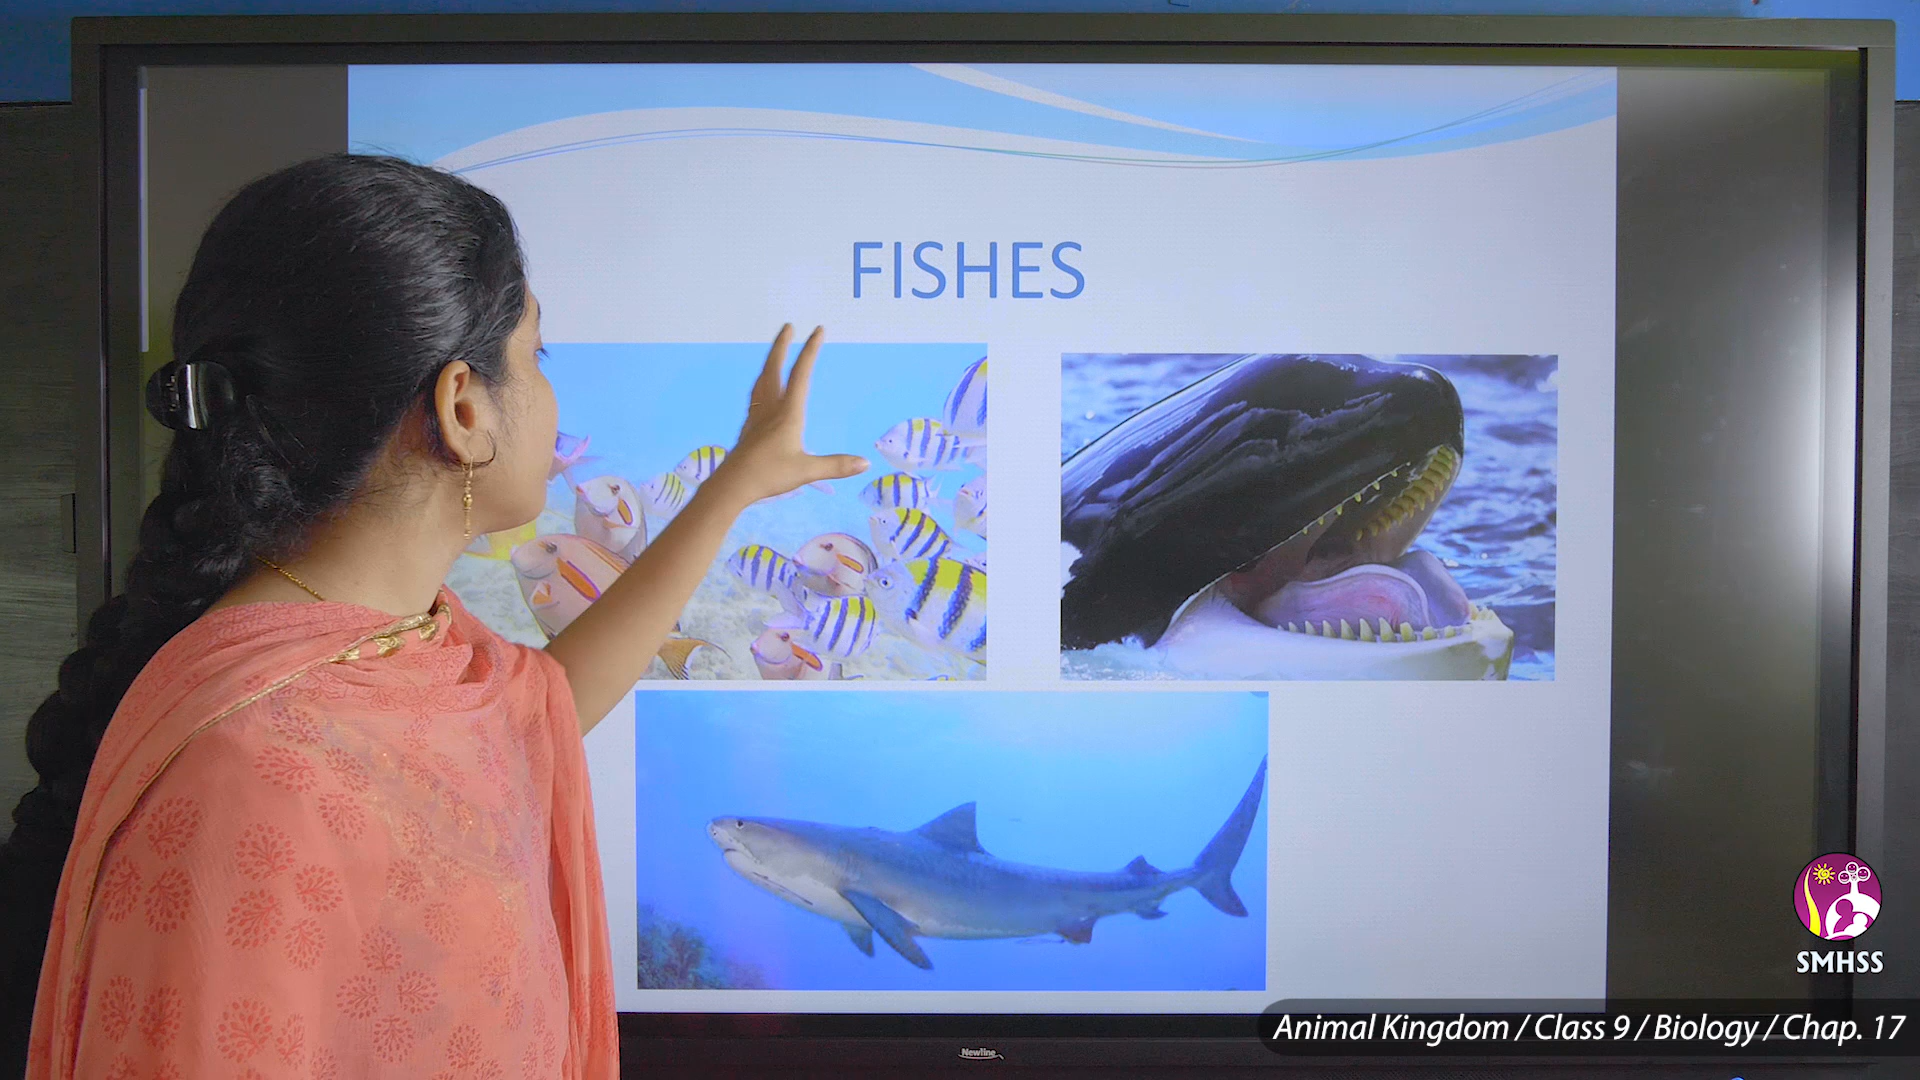 FISHES
SMHSS
Animal Kingdom / Class 9 / Biology / Chap. 17
Newline